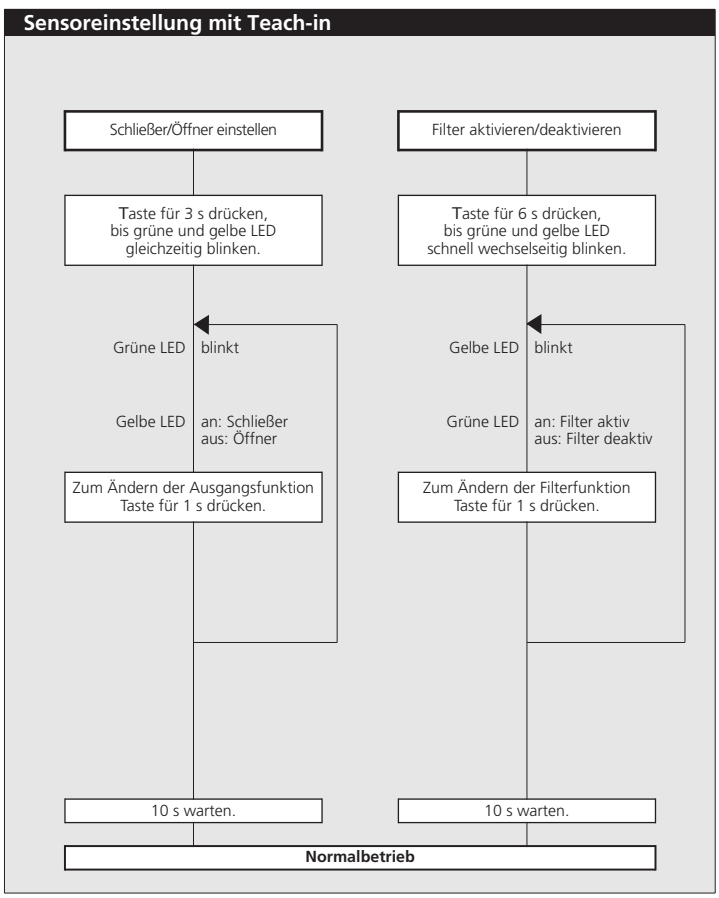 Sensoreinstellung mit Teach-in
Schließer/Öffner einstellen
Taste für 3 s drücken,
bis grüne und gelbe LED
gleichzeitig blinken.
Grüne LED blinkt
Gelbe LED an: Schließer
aus: Öffner
Zum Ändern der Ausgangsfunktion
Taste für 1 s drücken.
10 s warten.
Filter aktivieren/deaktivieren
Taste für 6 s drücken,
bis grüne und gelbe LED
schnell wechselseitig blinken.
Gelbe LED blinkt
Grüne LED an: Filter aktiv
aus: Filter deaktiv
Zum Ändern der Filterfunktion
Taste für 1 s drücken.
10 s warten.
Normalbetrieb